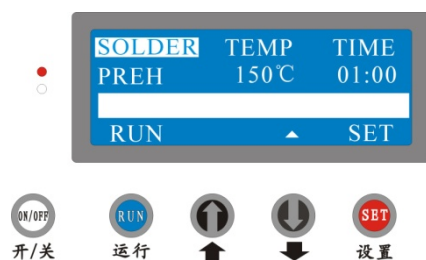 SOLDER TEMP TIME
PREH 150℃ 01:00
RUN SET
ON/OFF RUN SET
开/关 运行 设置